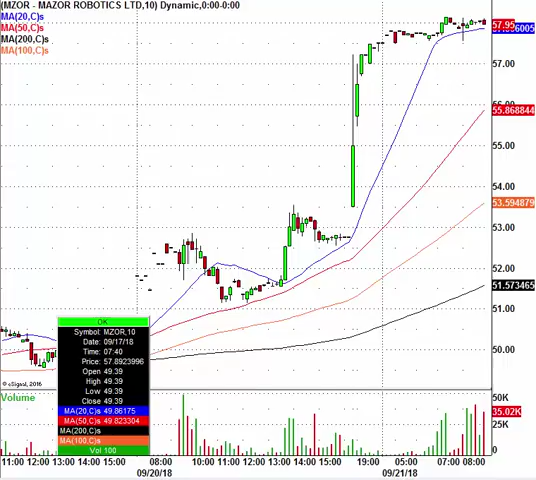 (MZOR - MAZOR ROBOTICS LTD,10) Dynamic,0:00-0:00
MA(20,C)s
MA(50,C)s
MA(200,C)s
MA(100,C)s
57.95
57.00
55.868844
55.00
54.00
53.594879
53.00
52.00
51.573465
50.00
OK
Symbol: MZOR,10
Date: 09/17/18
Time: 07:40
Price: 57.8923996
Open 49.39
High 49.39
Low 49.39
Close 49.39
MA(20,C)s 49.86175
MA(50,C)s 49.823304
MA(200,C)s
MA(100,C)s
Vol 100
© eSignal, 2016
Volume
50K
35.02K
25K
0
11:00 12:00 13:00 14:00 15:00 08:00 10:00 11:00 12:00 14:00 15:00 19:00 05:00 07:00 08:00
09/20/18 09/21/18